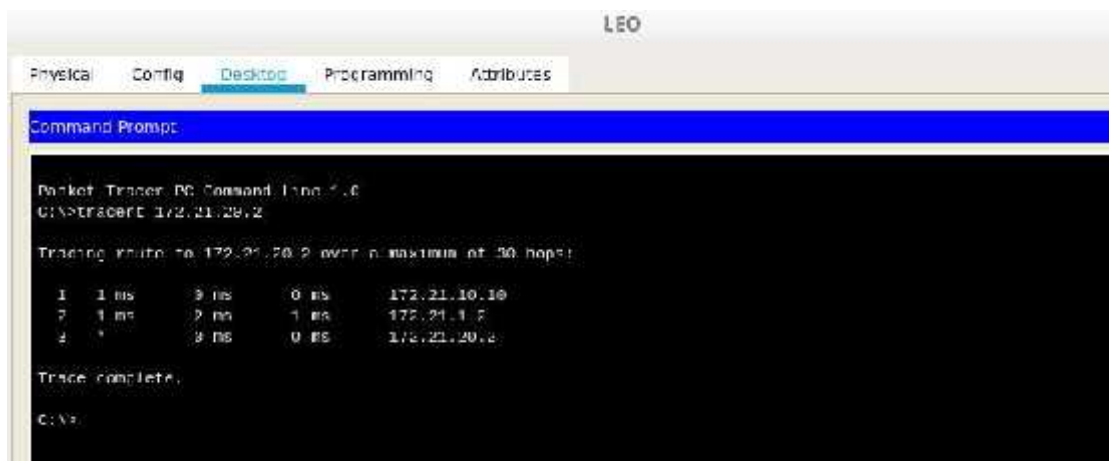 LEO
Physical Config Desktop Programming Attributes
Command Prompt
Packet Tracer PC Command Line 1.0
C:\>tracert 172.21.20.2
Tracing route to 172.21.20.2 over a maximum of 30 hops:
1 1 ms 0 ms 0 ms 172.21.10.10
2 1 ms 2 ms 1 ms 172.21.1.2
3 * 0 ms 0 ms 172.21.20.2
Trace complete.
C:\>